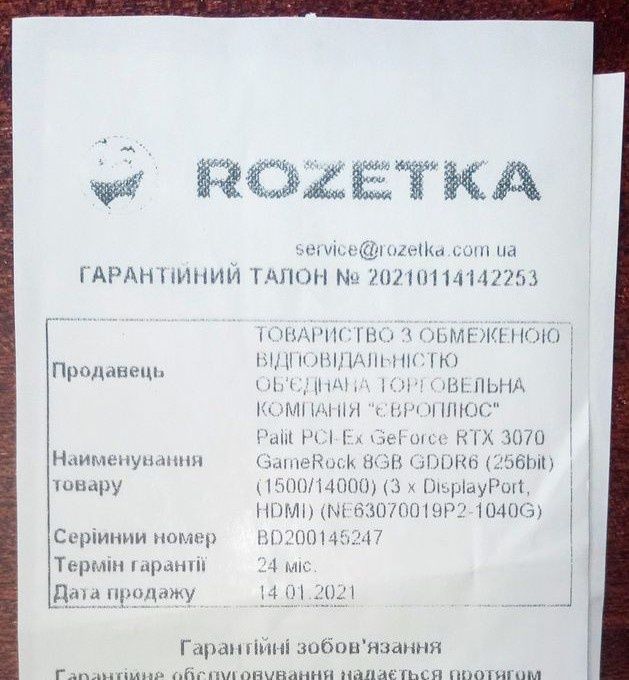 ROZETKA
service@rozetka.com.ua
ГАРАНТІЙНИЙ ТАЛОН № 20210114142253
Продавець
ТОВАРИСТВО З ОБМЕЖЕНОЮ
ВІДПОВІДАЛЬНІСТЮ
ОБ'ЄДНАНА ТОРГОВЕЛЬНА
КОМПАНІЯ "ЄВРОПЛЮС"
Наименування
товару
Palit PCI-Ex GeForce RTX 3070
GameRock 8GB GDDR6 (256bit)
(1500/14000) (3 x DisplayPort,
HDMI) (NE63070019P2-1040G)
Серіинии номер BD200145247
Термін гарантії 24 міс.
Дата продажу 14.01.2021
Гарантійні зобов'язання
Гарантійне обслуговування надається протягом